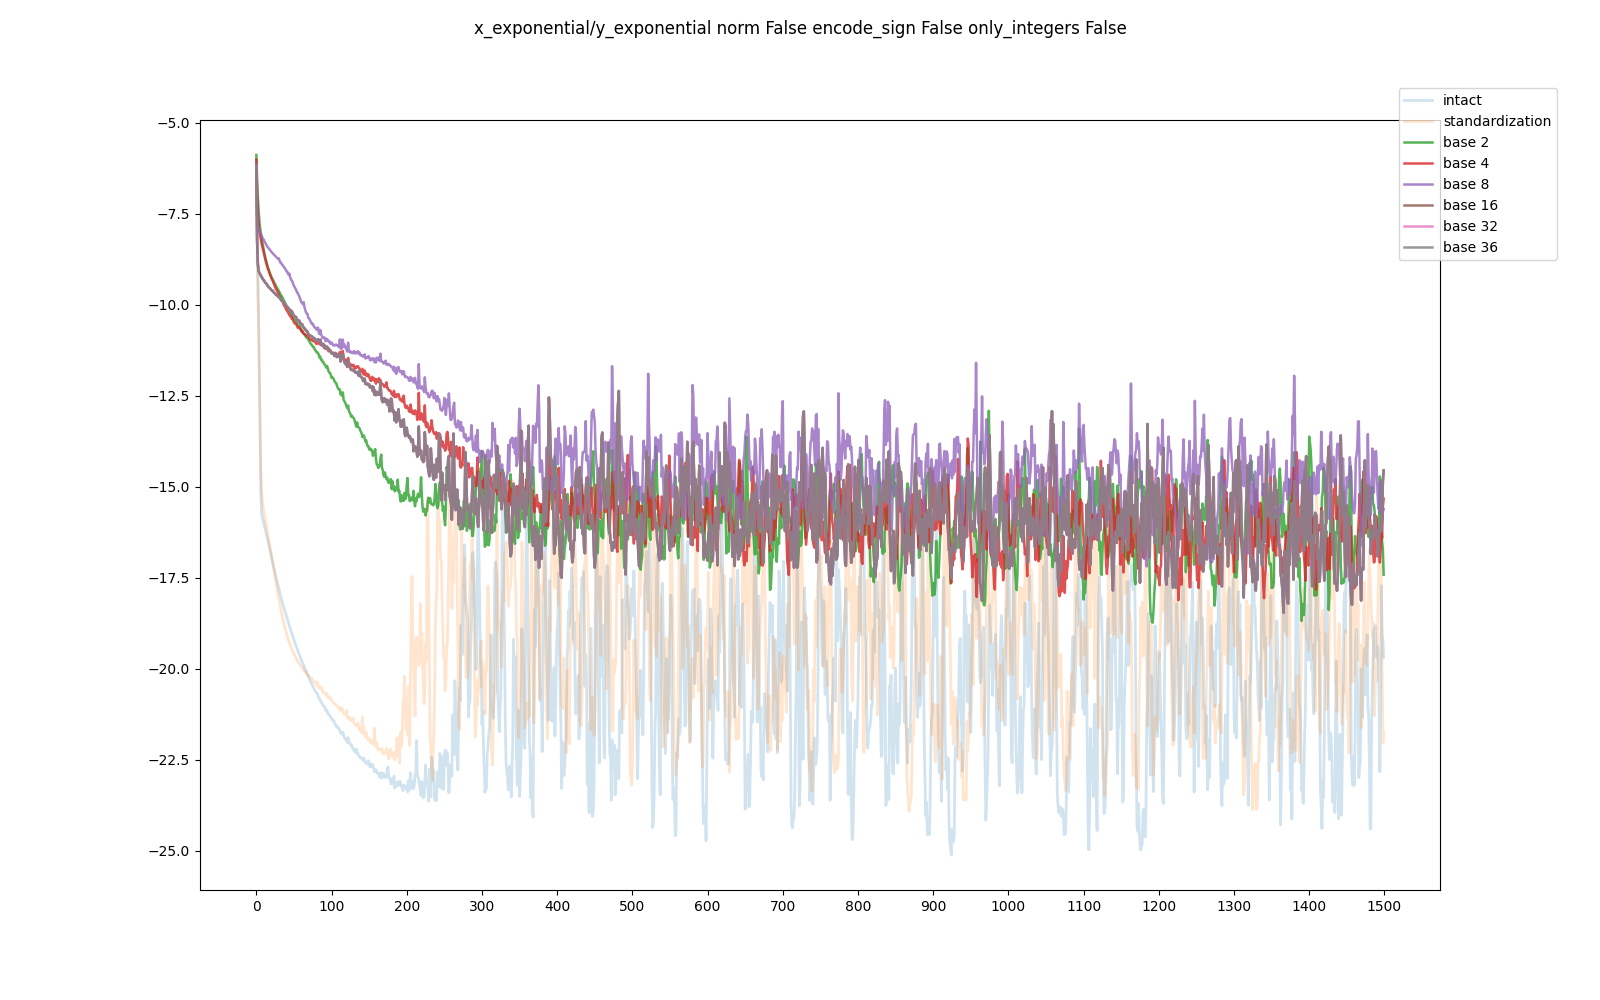 x_exponential/y_exponential norm False encode_sign False only_integers False
intact
standardization
base 2
base 4
base 8
base 16
base 32
base 36
−5.0
−7.5
−10.0
−12.5
−15.0
−17.5
−20.0
−22.5
−25.0
0 100 200 300 400 500 600 700 800 900 1000 1100 1200 1300 1400 1500